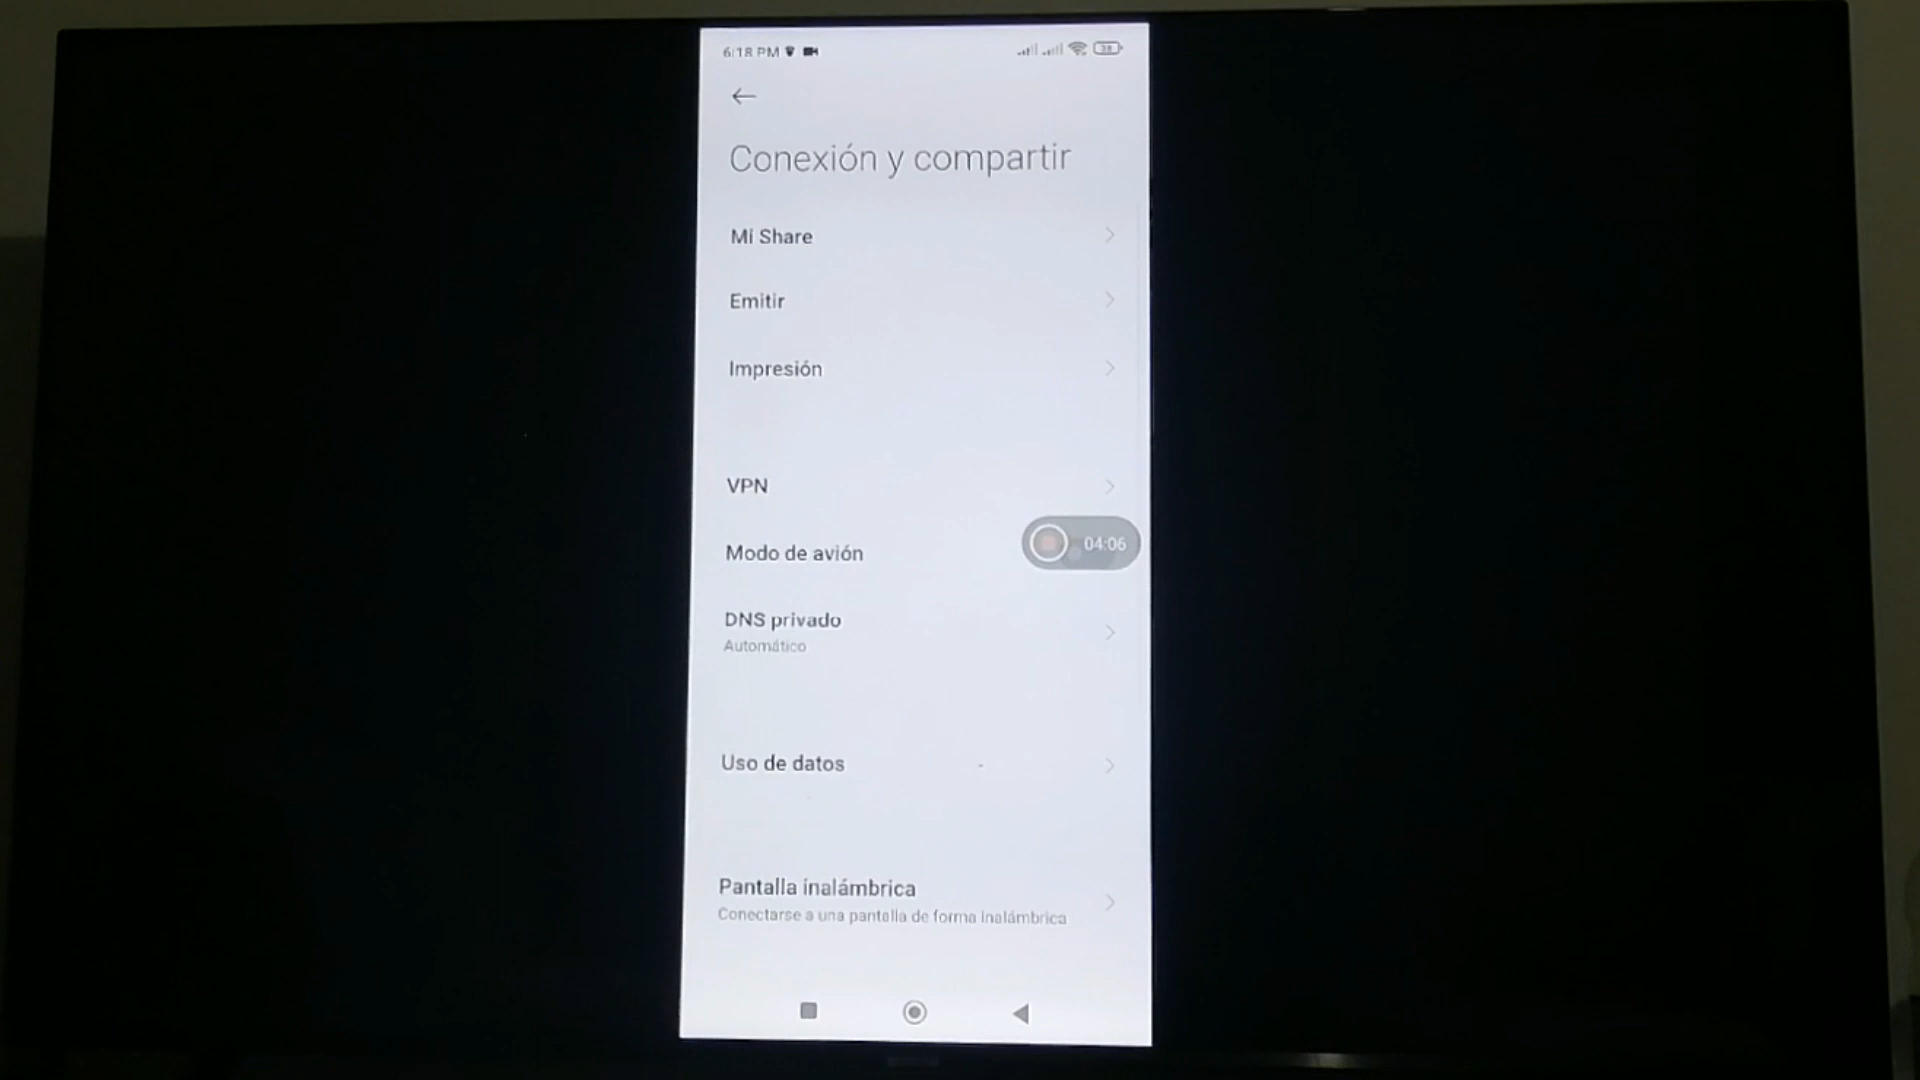 6:18 PM
38
Conexión y compartir
Mi Share
Emitir
Impresión
VPN
04:06
Modo de avión
DNS privado
Automático
Uso de datos
Pantalla inalámbrica
Conectarse a una pantalla de forma inalámbrica